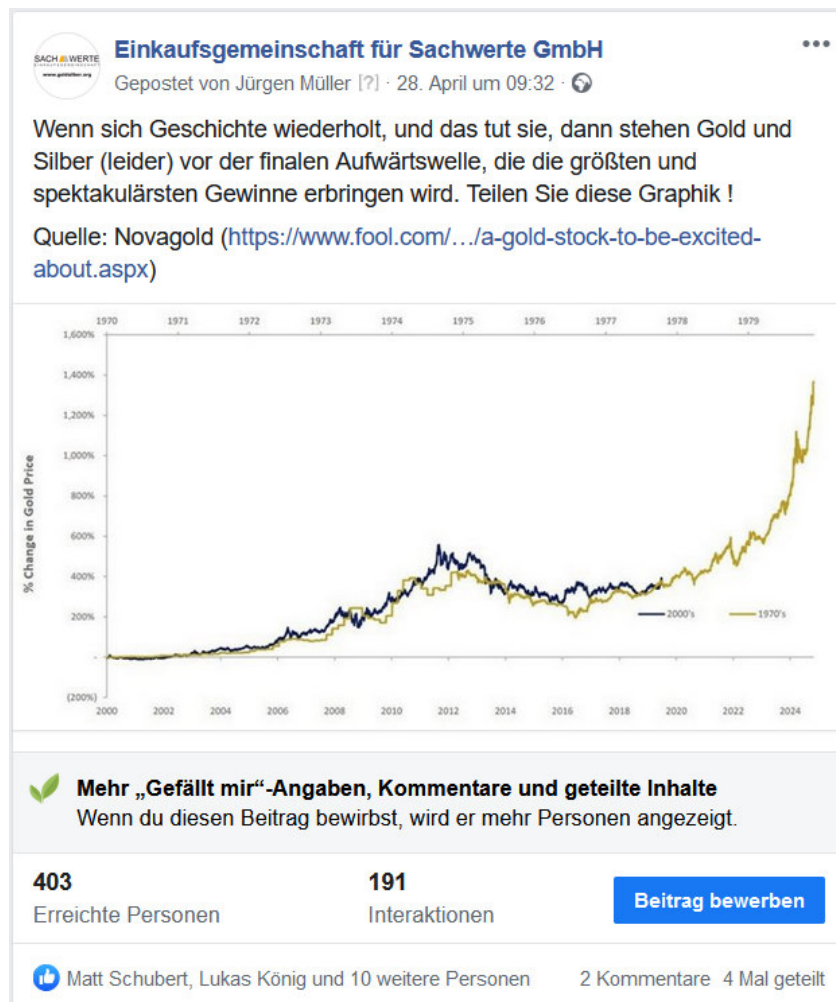 SACH WERTE
EINKAUFSGEMEINSCHAFT
www.goldsilber.org
Einkaufsgemeinschaft für Sachwerte GmbH
Gepostet von Jürgen Müller [?] · 28. April um 09:32 ·
Wenn sich Geschichte wiederholt, und das tut sie, dann stehen Gold und
Silber (leider) vor der finalen Aufwärtswelle, die die größten und
spektakulärsten Gewinne erbringen wird. Teilen Sie diese Graphik !
Quelle: Novagold (https://www.fool.com/…/a-gold-stock-to-be-excited-
about.aspx)
1970 1971 1972 1973 1974 1975 1976 1977 1978 1979
1,600%
1,400%
1,200%
1,000%
800%
600%
400%
200%
-
(200%)
% Change in Gold Price
2000's 1970's
2000 2002 2004 2006 2008 2010 2012 2014 2016 2018 2020 2022 2024
Mehr „Gefällt mir“-Angaben, Kommentare und geteilte Inhalte
Wenn du diesen Beitrag bewirbst, wird er mehr Personen angezeigt.
403 191
Erreichte Personen Interaktionen
Beitrag bewerben
Matt Schubert, Lukas König und 10 weitere Personen 2 Kommentare 4 Mal geteilt